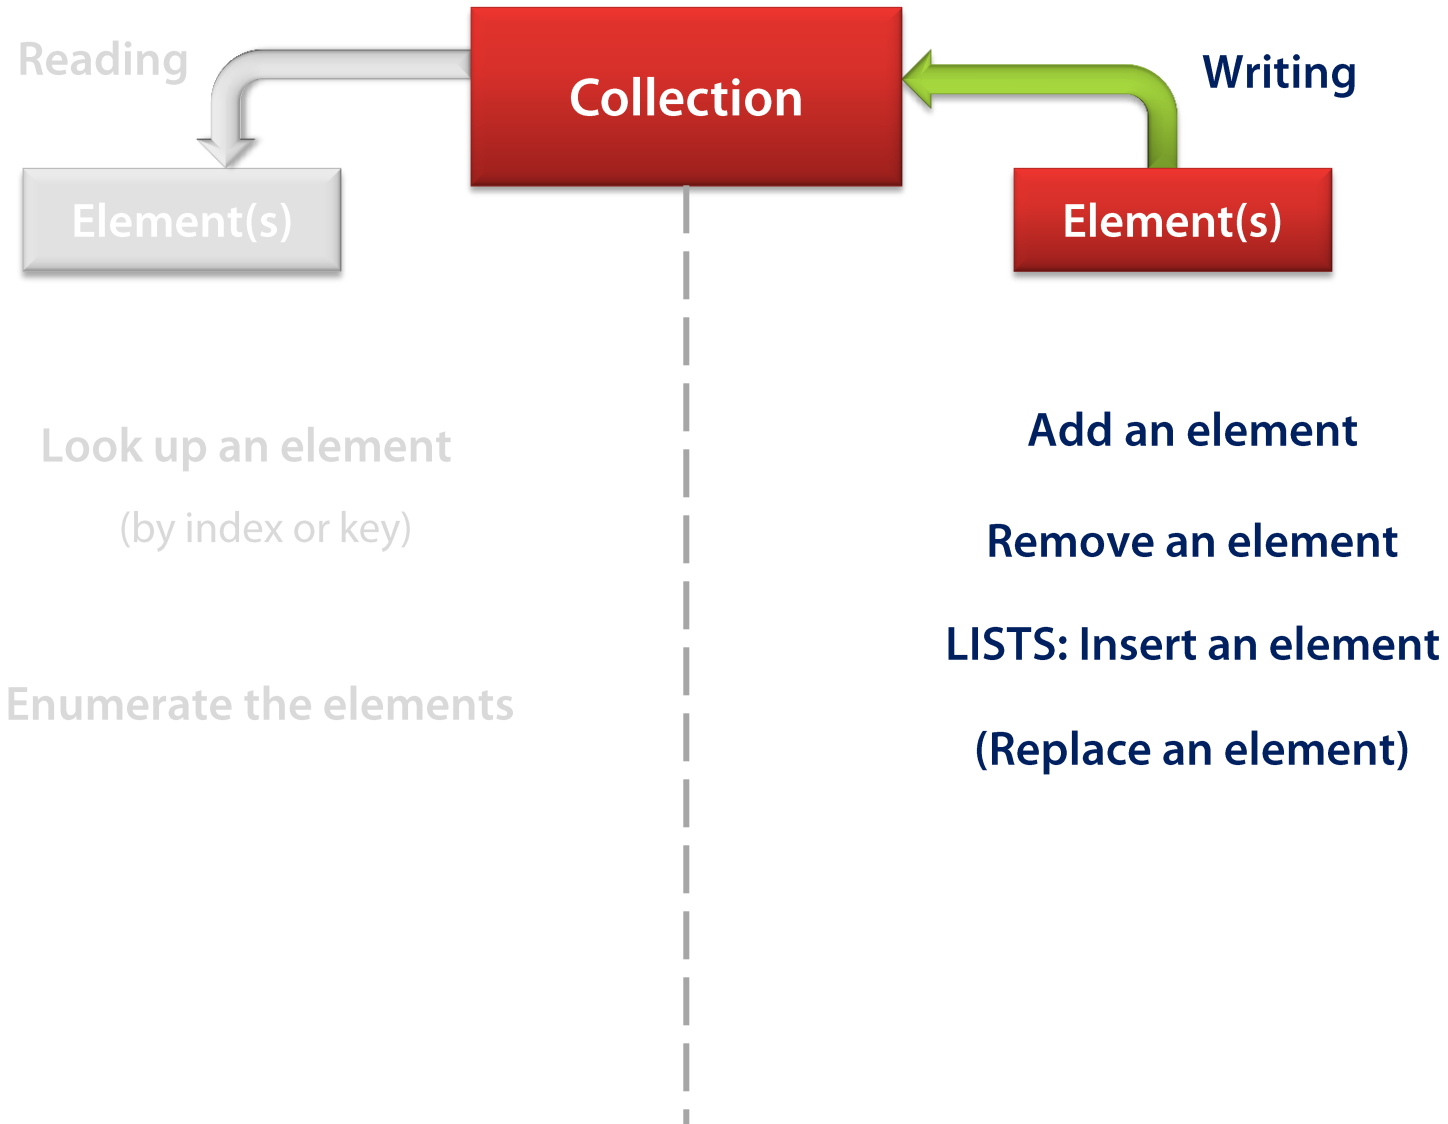 Reading
Collection
Writing
Element(s)
Element(s)
Look up an element
(by index or key)
Enumerate the elements
Add an element
Remove an element
LISTS: Insert an element
(Replace an element)